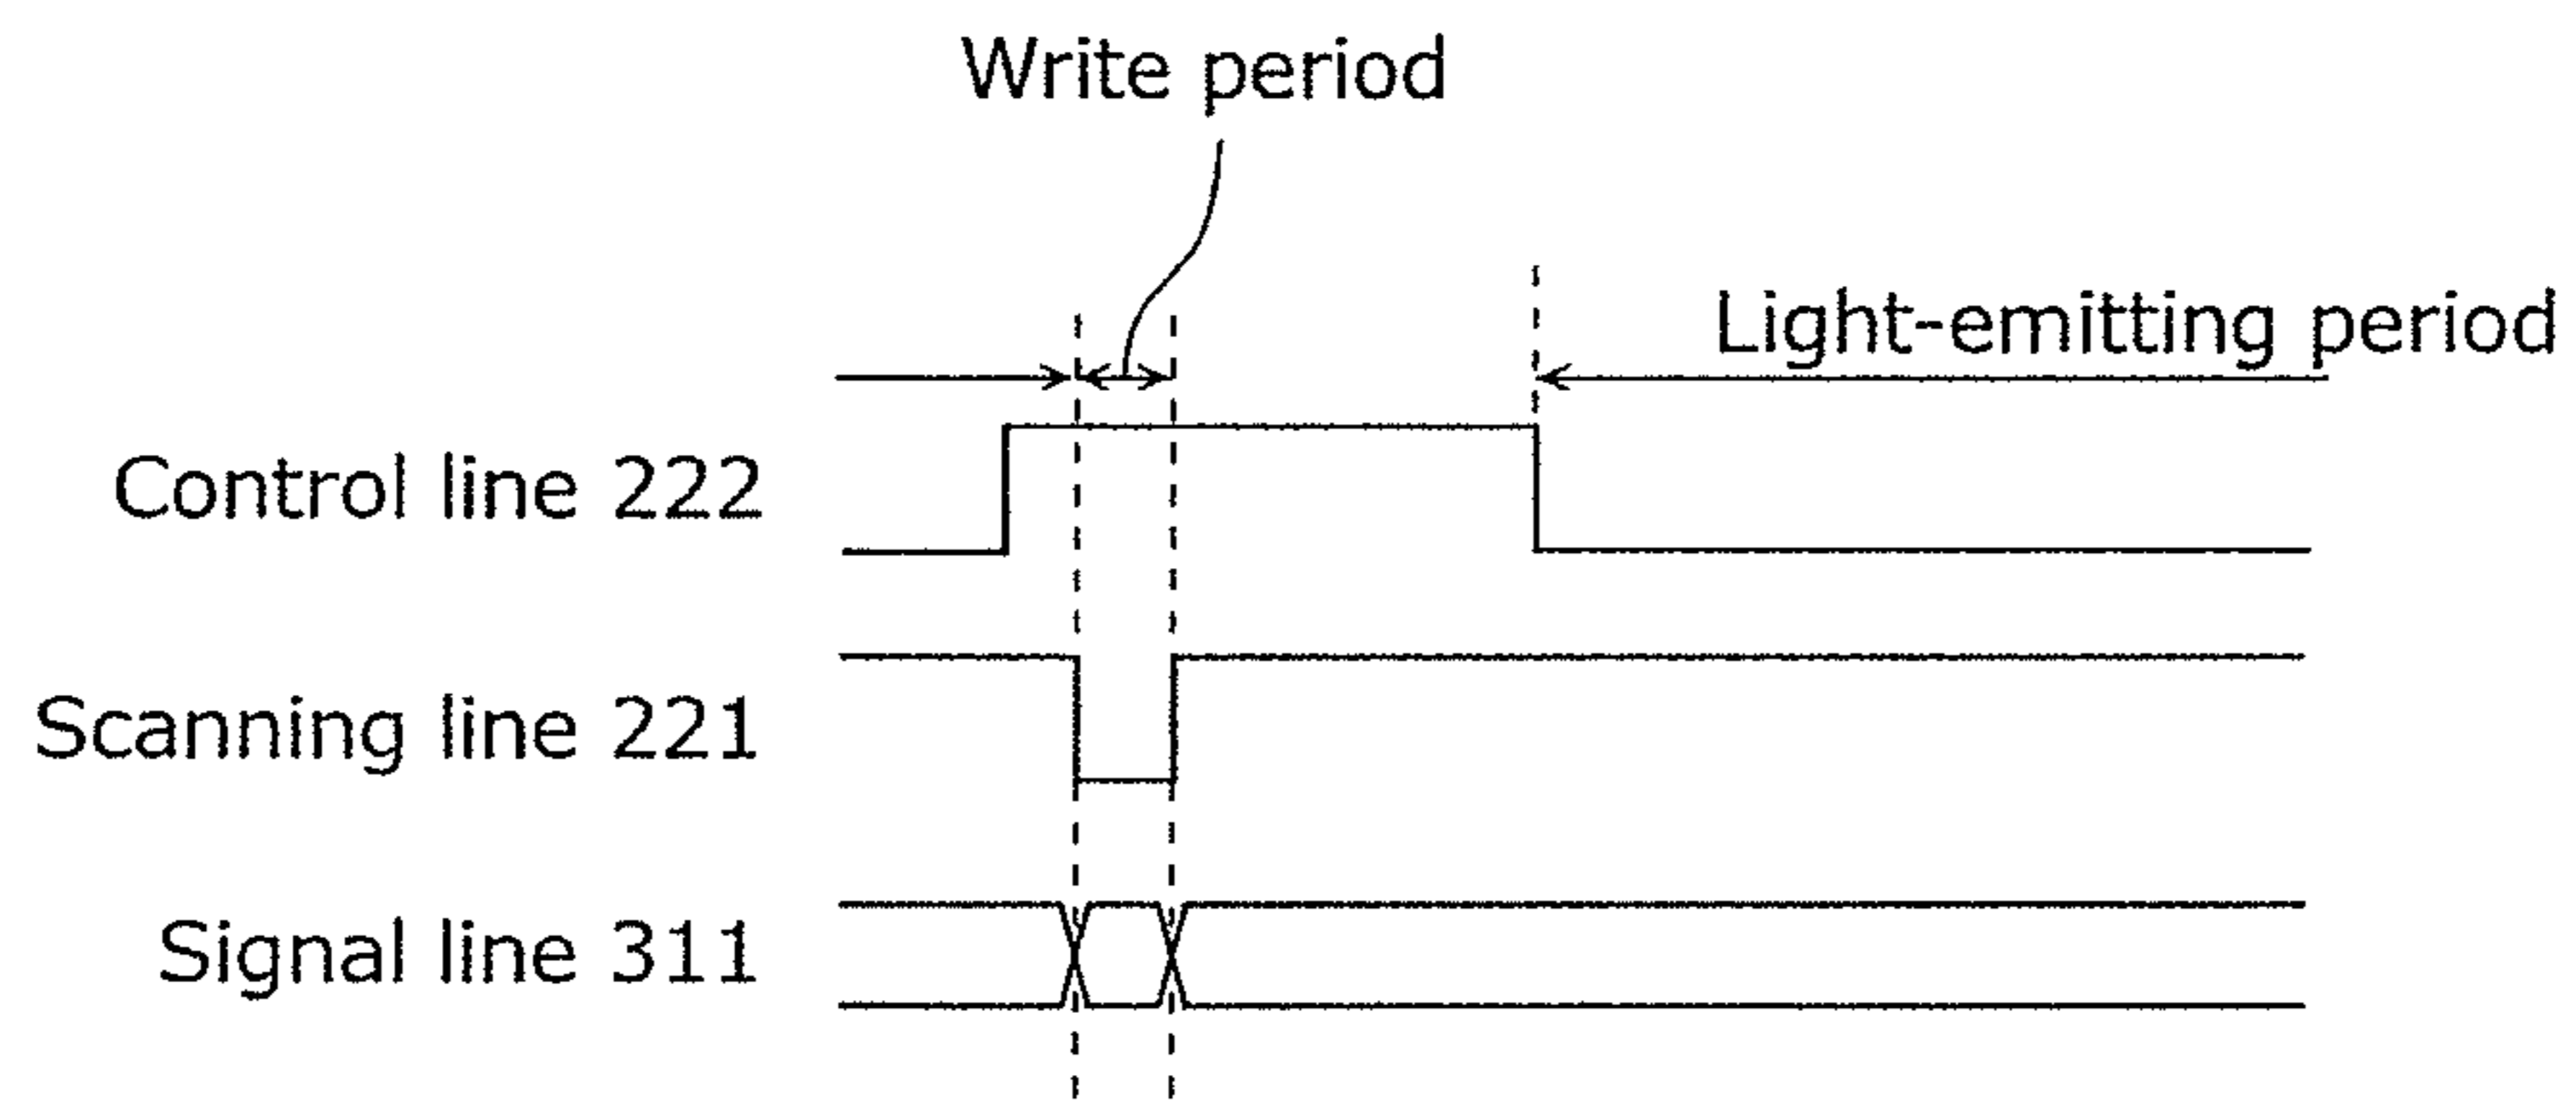 Write period
Light-emitting period
Control line 222
Scanning line 221
Signal line 311